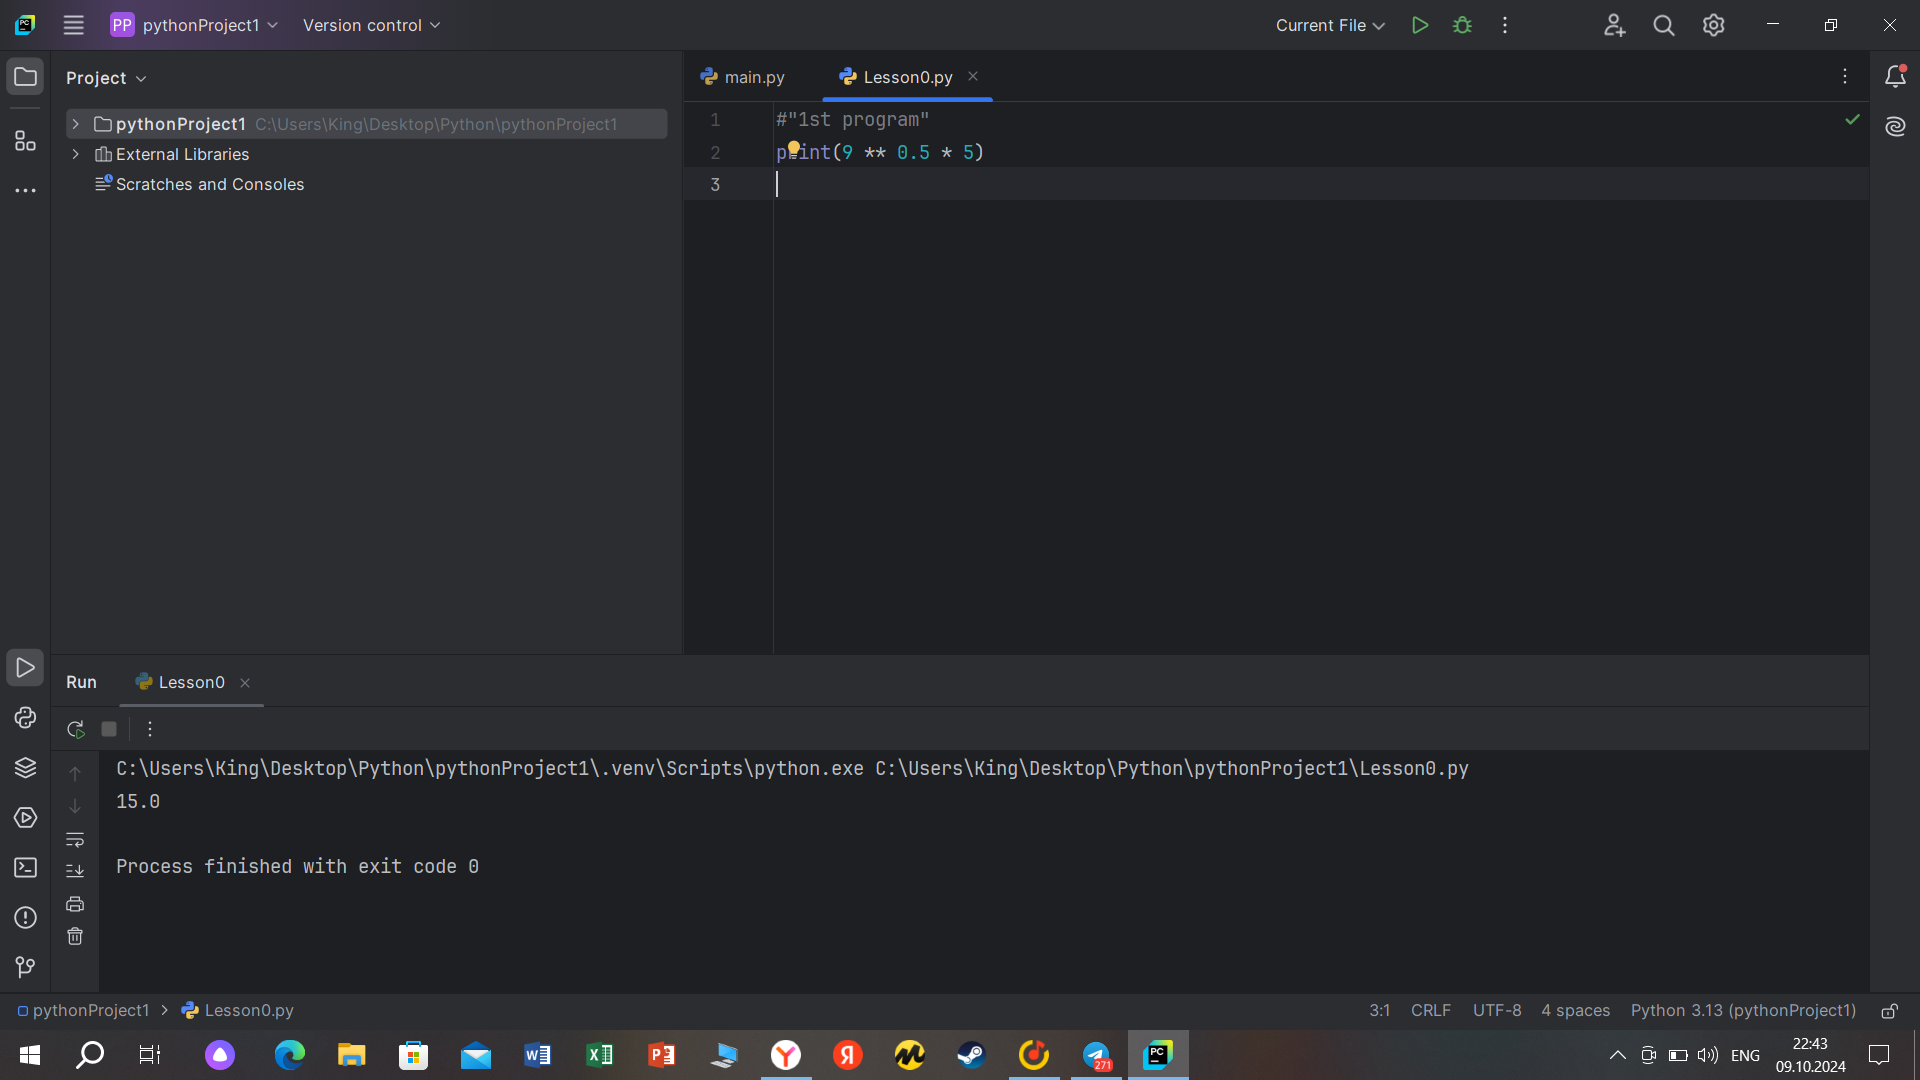 PC
PP pythonProject1
Version control
Current File
Project
main.py
Lesson0.py
pythonProject1 C:\Users\King\Desktop\Python\pythonProject1
External Libraries
Scratches and Consoles
1 #"1st program"
2 print(9 ** 0.5 * 5)
3
Run
Lesson0
C:\Users\King\Desktop\Python\pythonProject1\.venv\Scripts\python.exe C:\Users\King\Desktop\Python\pythonProject1\Lesson0.py
15.0
Process finished with exit code 0
pythonProject1 > Lesson0.py
3:1 CRLF UTF-8 4 spaces Python 3.13 (pythonProject1)
Я
271
PC
ENG
22:43
09.10.2024